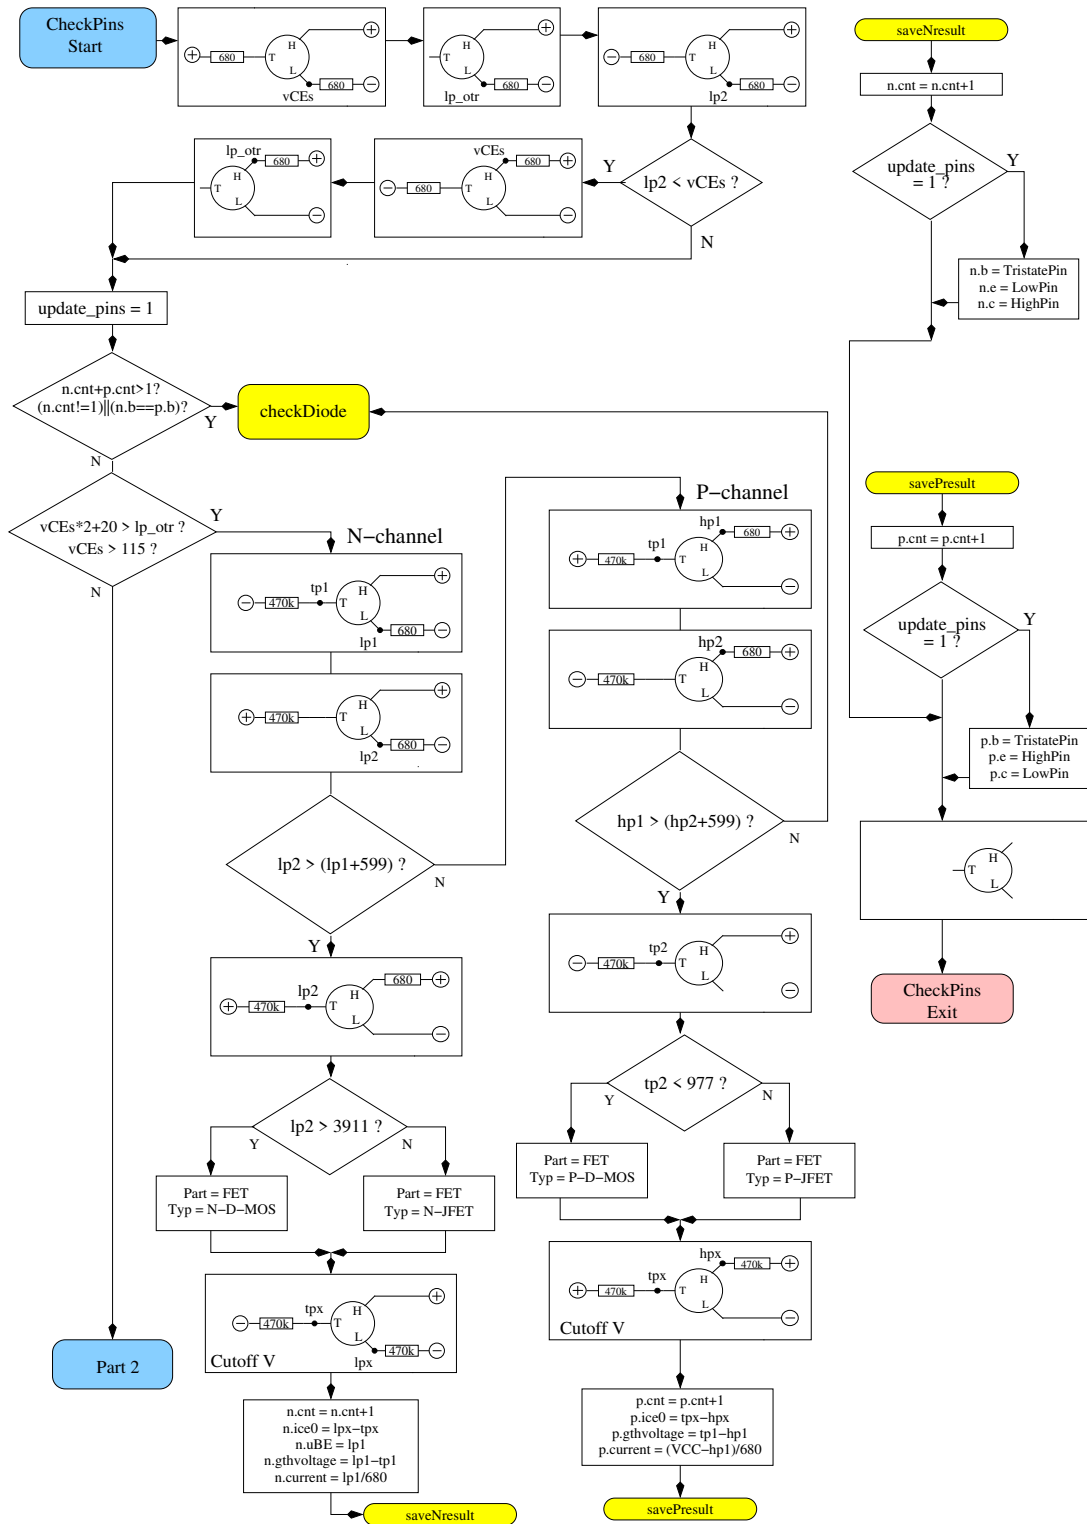 CheckPins
Start
+
680
T
H
L
+
680
−
vCEs
T
H
L
+
680
−
lp_otr
−
680
T
H
L
+
680
−
lp2
lp2 < vCEs ?
Y
N
vCEs
680
+
−
680
T
H
L
−
lp_otr
680
+
T
H
L
−
update_pins = 1
n.cnt+p.cnt>1?
(n.cnt!=1)||(n.b==p.b)?
Y
N
checkDiode
vCEs*2+20 > lp_otr ?
vCEs > 115 ?
Y
N
N−channel
+
−
470k
tp1
T
H
L
680
−
lp1
+
+
470k
T
H
L
680
−
lp2
lp2 > (lp1+599) ?
N
Y
680
+
lp2
+
470k
T
H
L
−
lp2 > 3911 ?
Y
N
Part = FET
Typ = N−D−MOS
Part = FET
Typ = N−JFET
+
tpx
−
470k
T
H
L
470k
−
lpx
Cutoff V
n.cnt = n.cnt+1
n.ice0 = lpx−tpx
n.uBE = lp1
n.gthvoltage = lp1−tp1
n.current = lp1/680
saveNresult
Part 2
P−channel
hp1
680
+
tp1
+
470k
T
H
L
−
hp2
680
+
−
470k
T
H
L
−
hp1 > (hp2+599) ?
N
Y
+
tp2
−
470k
T
H
L
−
tp2 < 977 ?
Y
N
Part = FET
Typ = P−D−MOS
Part = FET
Typ = P−JFET
hpx
470k
+
tpx
+
470k
T
H
L
−
Cutoff V
p.cnt = p.cnt+1
p.ice0 = tpx−hpx
p.gthvoltage = tp1−hp1
p.current = (VCC−hp1)/680
savePresult
saveNresult
n.cnt = n.cnt+1
update_pins
= 1 ?
Y
n.b = TristatePin
n.e = LowPin
n.c = HighPin
savePresult
p.cnt = p.cnt+1
update_pins
= 1 ?
Y
p.b = TristatePin
p.e = HighPin
p.c = LowPin
T
H
L
CheckPins
Exit